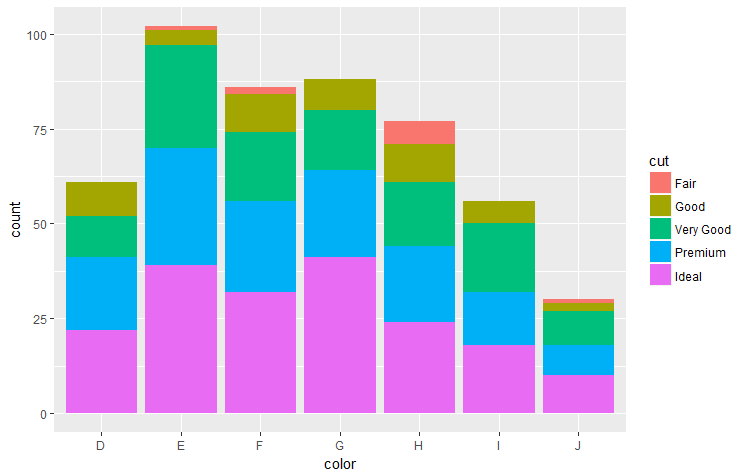 100
75
50
25
0
count
D E F G H I J
color
cut
Fair
Good
Very Good
Premium
Ideal